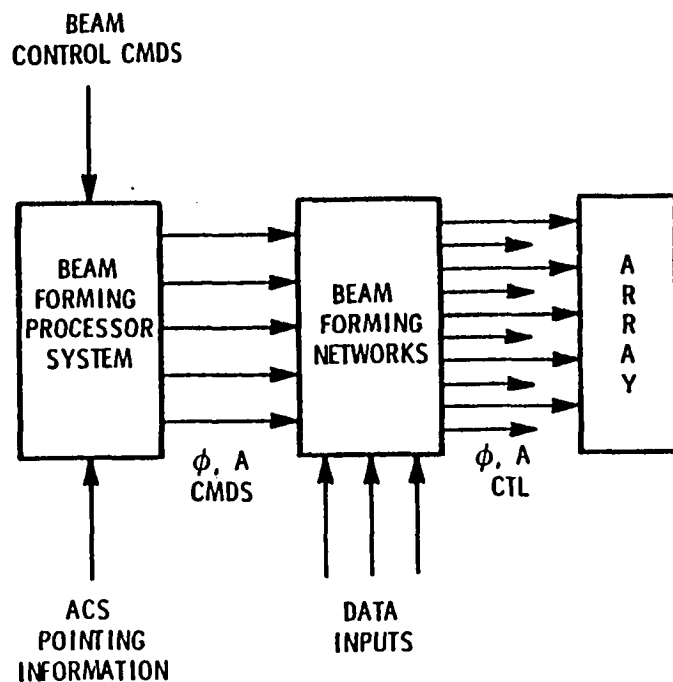 BEAM
CONTROL CMDS
BEAM
FORMING
PROCESSOR
SYSTEM
BEAM
FORMING
NETWORKS
A
R
R
A
Y
ϕ, A
CMDS
ϕ, A
CTL
ACS
POINTING
INFORMATION
DATA
INPUTS